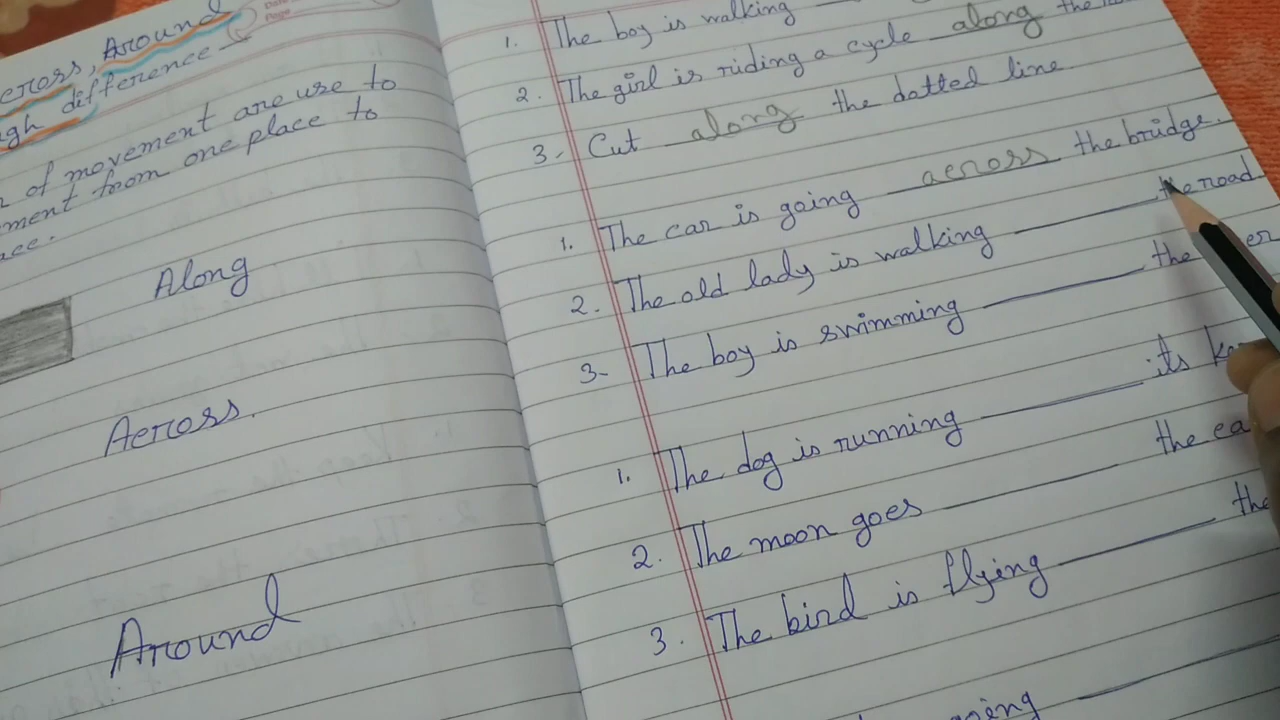 Across, Around
difference
of movement are use to
from one place to
Along
Across.
Around
1. The boy is walking
2. The girl is riding a cycle along the
3. Cut along the dotted line
1. The car is going across the bridge.
2. The old lady is walking the road
3- The boy is swimming the
1. The dog is running its
2. The moon goes the
3. The bird is flying